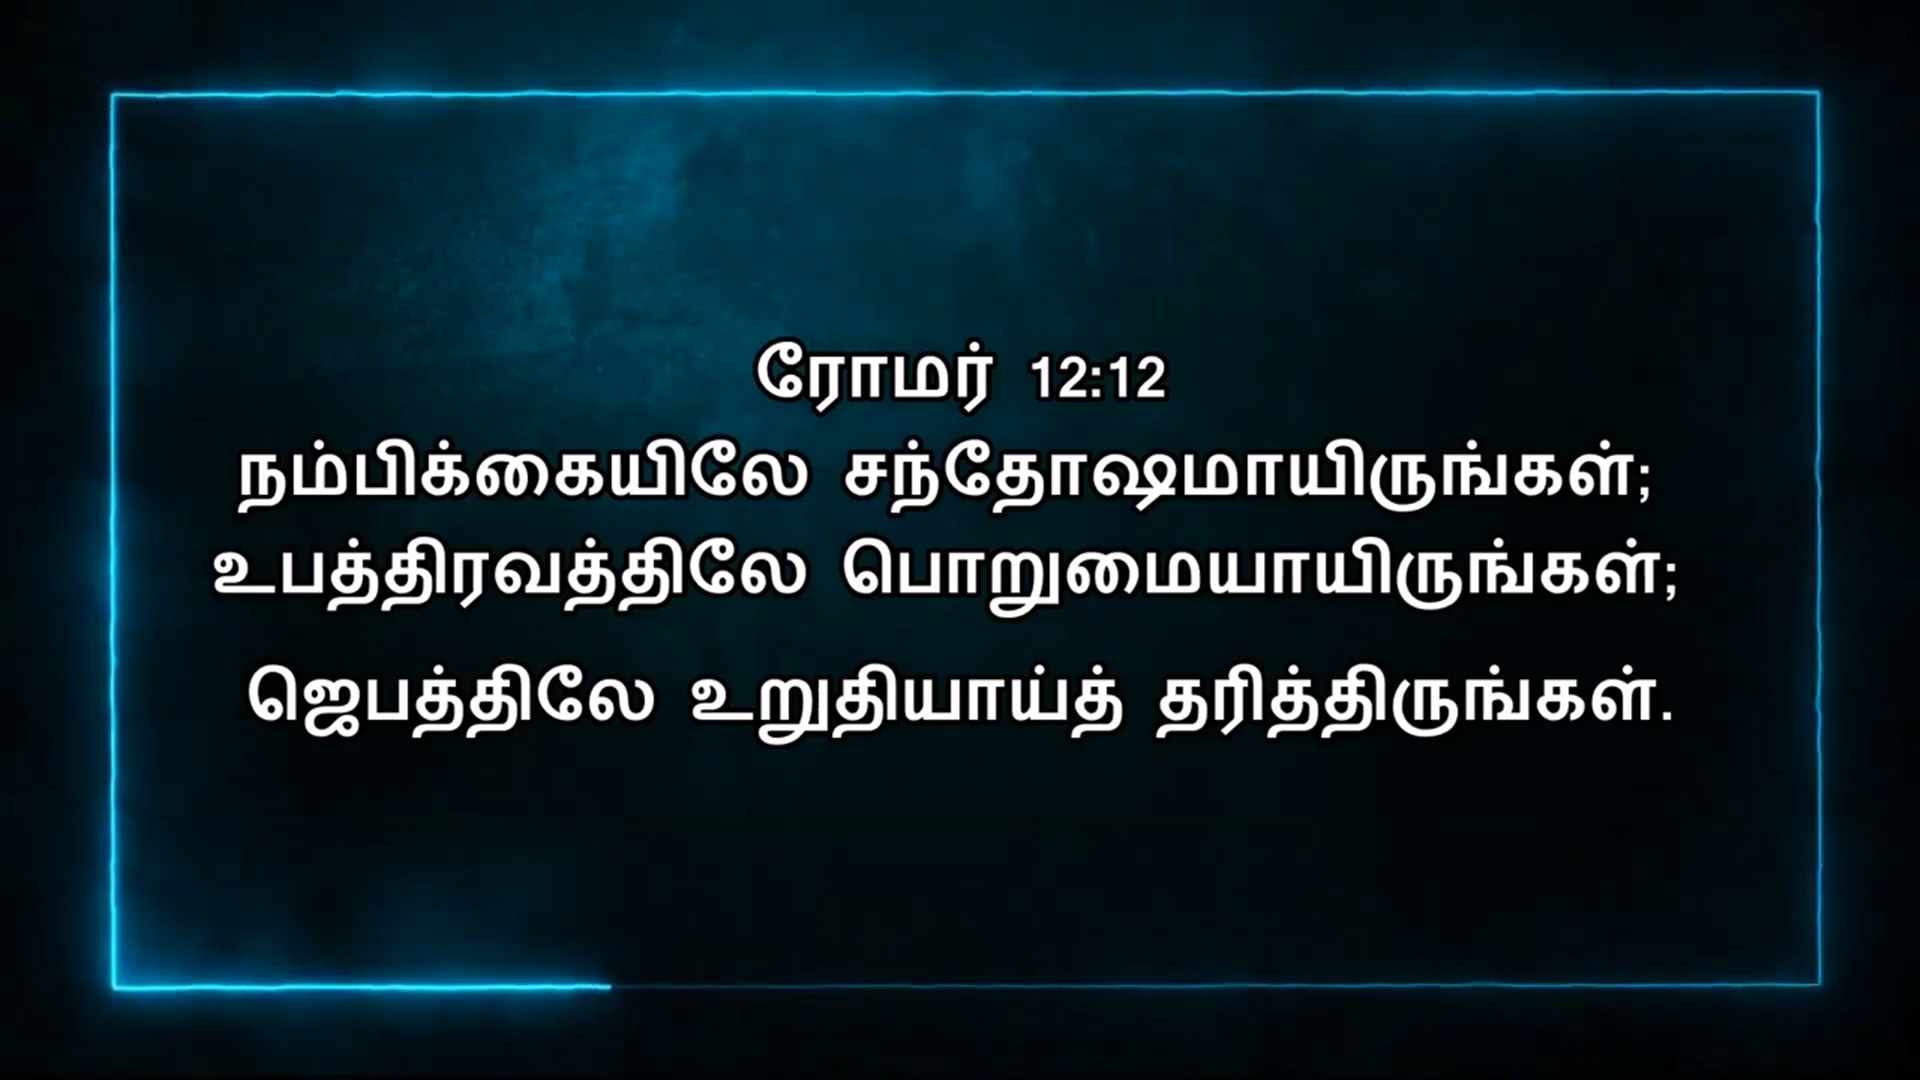 ரோமர் 12:12
நம்பிக்கையிலே சந்தோஷமாயிருங்கள்;
உபத்திரவத்திலே பொறுமையாயிருங்கள்;
ஜெபத்திலே உறுதியாய்த் தரித்திருங்கள்.